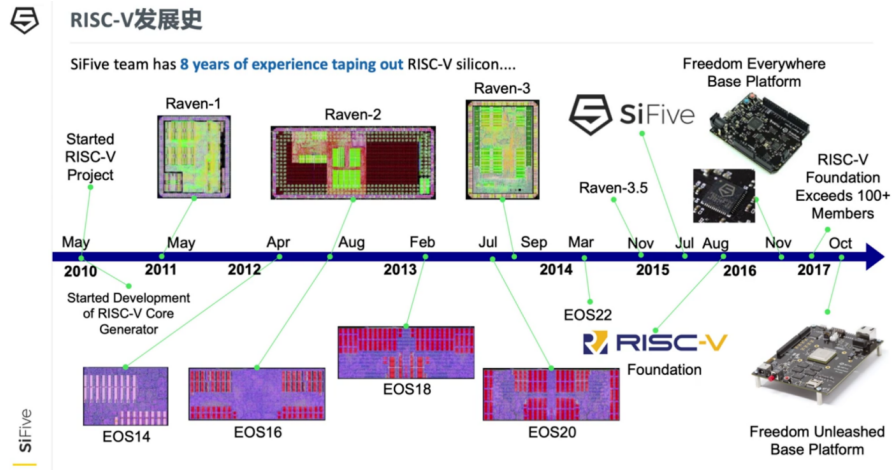 RISC-V发展史
SiFive team has 8 years of experience taping out RISC-V silicon....
Started
RISC-V
Project
Raven-1
Raven-2
Raven-3
SiFive
Raven-3.5
Freedom Everywhere
Base Platform
RISC-V
Foundation
Exceeds 100+
Members
May
May
Apr
Aug
Feb
Jul
Sep
Mar
Nov
Jul
Aug
Nov
Oct
2010
2011
2012
2013
2014
2015
2016
2017
Started Development
of RISC-V Core
Generator
EOS14
EOS16
EOS18
EOS20
EOS22
RISC-V
Foundation
Freedom Unleashed
Base Platform
SiFive